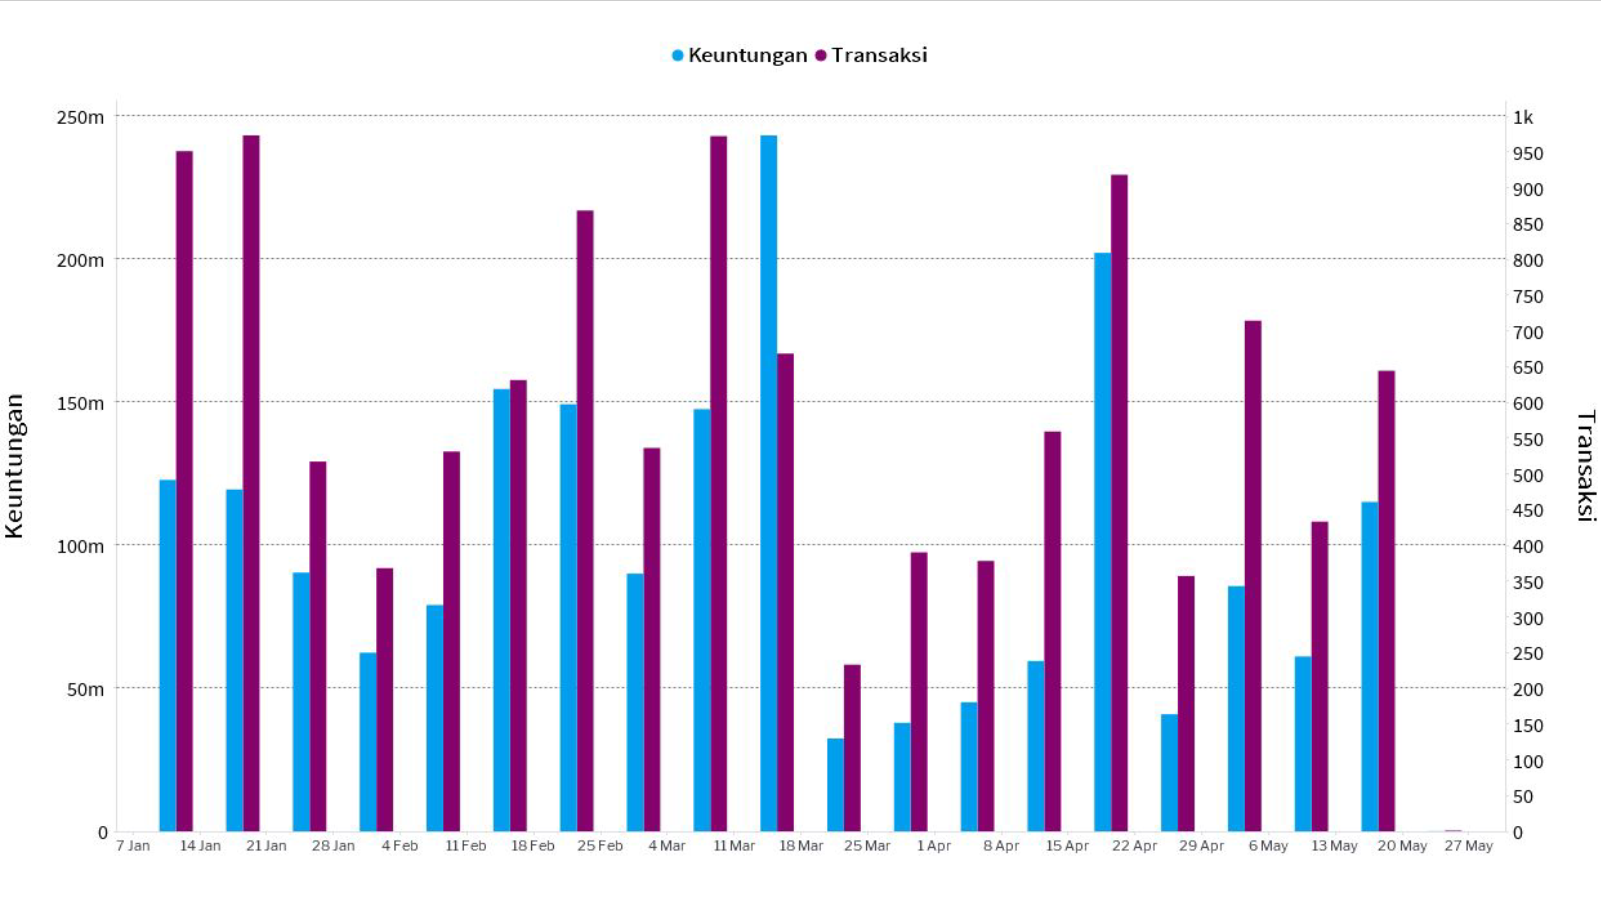 Keuntungan Transaksi
250m
200m
150m
100m
50m
0
Keuntungan
1k
950
900
850
800
750
700
650
600
550
500
450
400
350
300
250
200
150
100
50
0
Transaksi
7 Jan 14 Jan 21 Jan 28 Jan 4 Feb 11 Feb 18 Feb 25 Feb 4 Mar 11 Mar 18 Mar 25 Mar 1 Apr 8 Apr 15 Apr 22 Apr 29 Apr 6 May 13 May 20 May 27 May